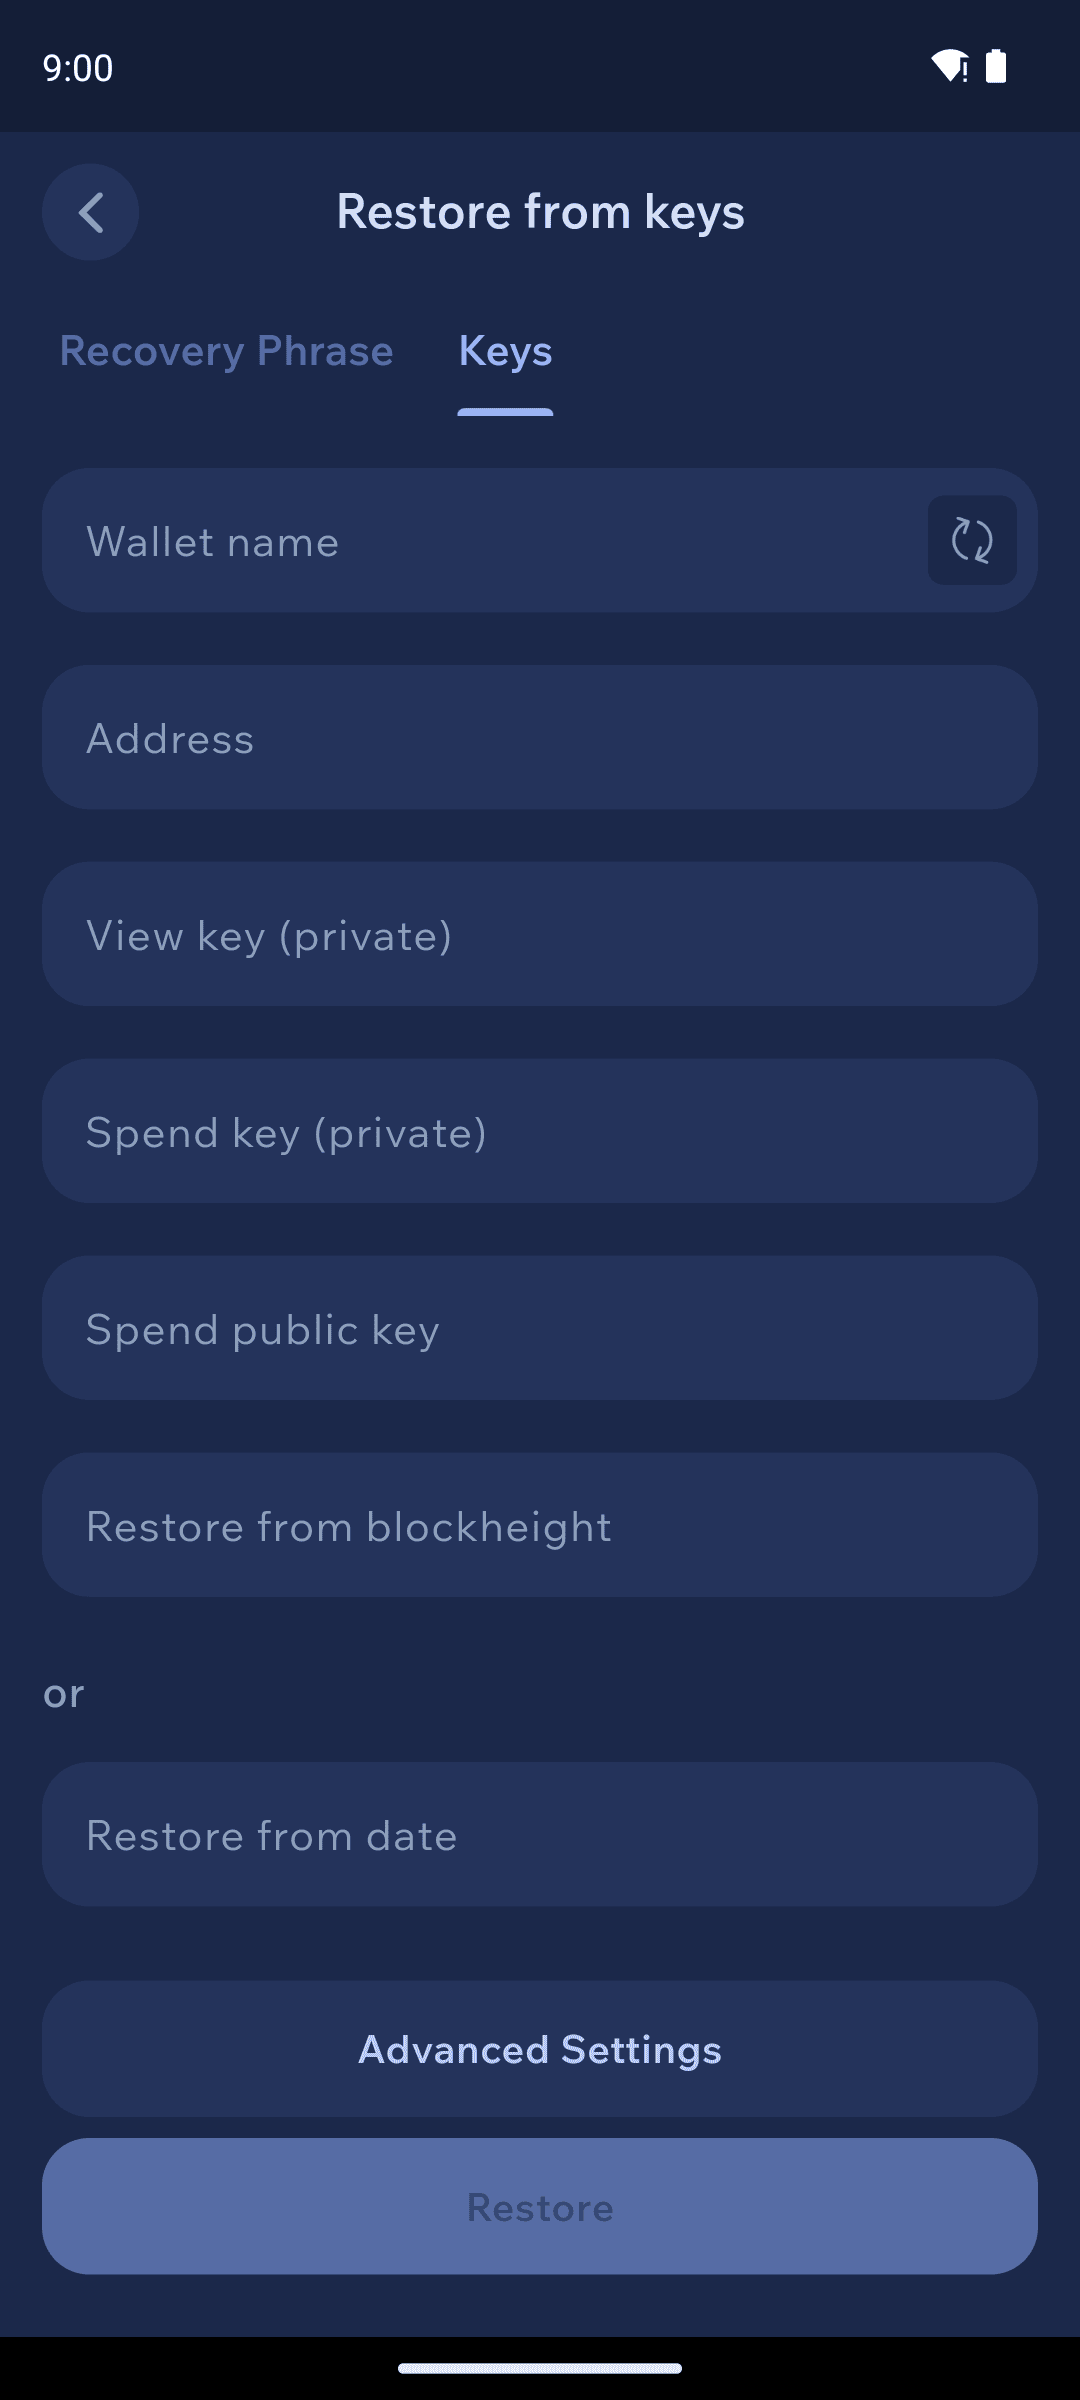 9:00
Restore from keys
Recovery Phrase Keys
Wallet name
Address
View key (private)
Spend key (private)
Spend public key
Restore from blockheight
or
Restore from date
Advanced Settings
Restore